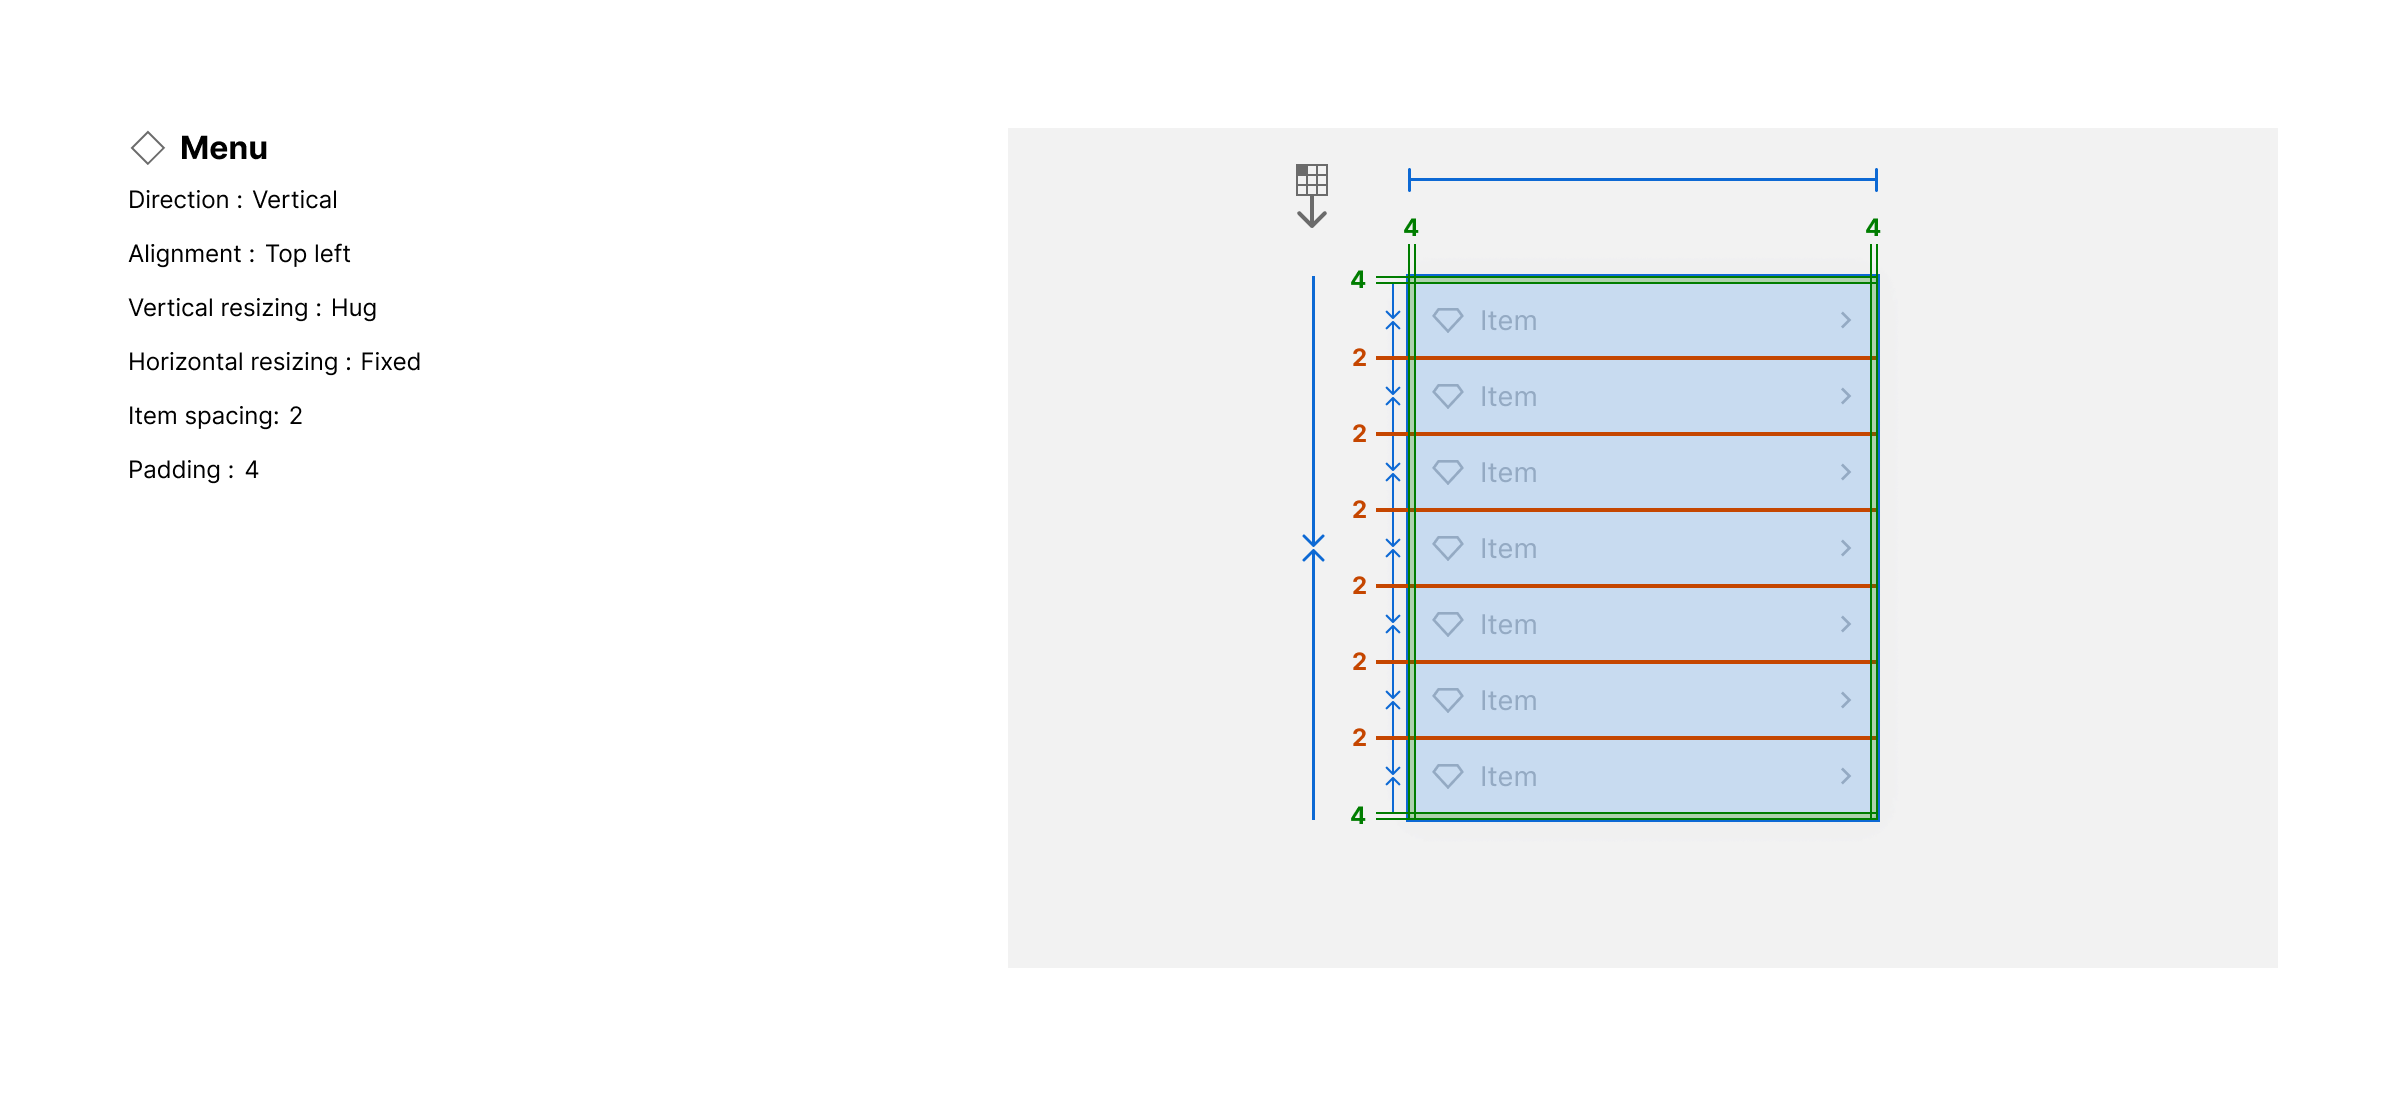 Menu
Direction : Vertical
Alignment : Top left
Vertical resizing : Hug
Horizontal resizing : Fixed
Item spacing: 2
Padding : 4
4 4
4
Item
2
Item
2
Item
2
Item
2
Item
2
Item
2
Item
4